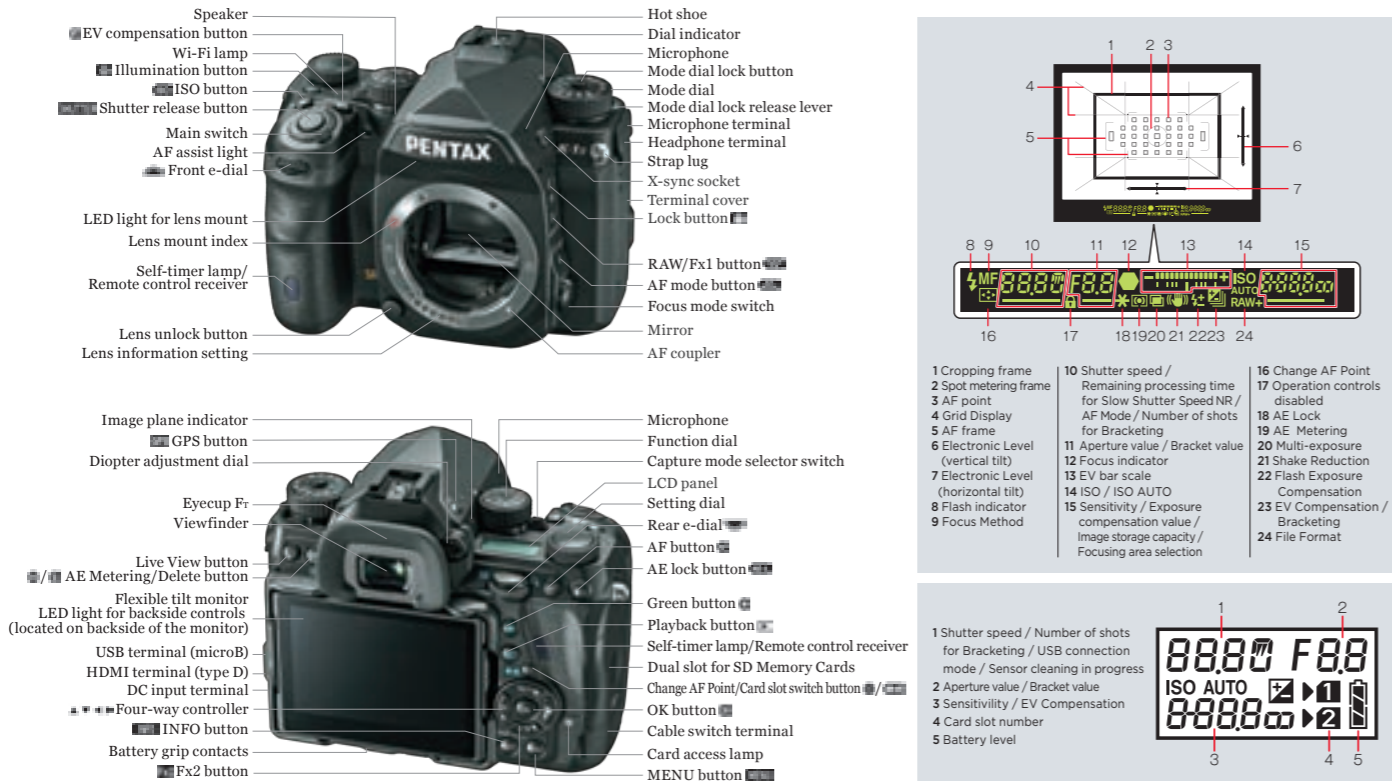 Speaker
EV compensation button
Wi-Fi lamp
Illumination button
ISO button
Shutter release button
Main switch
AF assist light
Front e-dial
LED light for lens mount
Lens mount index
Self-timer lamp/
Remote control receiver
Lens unlock button
Lens information setting
PENTAX
Hot shoe
Dial indicator
Microphone
Mode dial lock button
Mode dial
Mode dial lock release lever
Microphone terminal
Headphone terminal
Strap lug
X-sync socket
Terminal cover
Lock button
RAW/Fx1 button
AF mode button
Focus mode switch
Mirror
AF coupler
Image plane indicator
GPS button
Diopter adjustment dial
Eyecup FT
Viewfinder
Live View button
/ AE Metering/Delete button
Flexible tilt monitor
LED light for backside controls
(located on backside of the monitor)
USB terminal (microB)
HDMI terminal (type D)
DC input terminal
Four-way controller
INFO button
Battery grip contacts
Fx2 button
Microphone
Function dial
Capture mode selector switch
LCD panel
Setting dial
Rear e-dial
AF button
AE lock button
Green button
Playback button
Self-timer lamp/Remote control receiver
Dual slot for SD Memory Cards
Change AF Point/Card slot switch button /
OK button
Cable switch terminal
Card access lamp
MENU button
1 2 3
4
5
6
7
8 9 10 11 12 13 14 15
MF F8.8 - + ISO
AUTO
RAW+
16 17 18 19 20 21 22 23 24
1 Cropping frame
2 Spot metering frame
3 AF point
4 Grid Display
5 AF frame
6 Electronic Level
(vertical tilt)
7 Electronic Level
(horizontal tilt)
8 Flash indicator
9 Focus Method
10 Shutter speed /
Remaining processing time
for Slow Shutter Speed NR /
AF Mode / Number of shots
for Bracketing
11 Aperture value / Bracket value
12 Focus indicator
13 EV bar scale
14 ISO / ISO AUTO
15 Sensitivity / Exposure
compensation value /
Image storage capacity /
Focusing area selection
16 Change AF Point
17 Operation controls
disabled
18 AE Lock
19 AE Metering
20 Multi-exposure
21 Shake Reduction
22 Flash Exposure
Compensation
23 EV Compensation /
Bracketing
24 File Format
1 Shutter speed / Number of shots
for Bracketing / USB connection
mode / Sensor cleaning in progress
2 Aperture value / Bracket value
3 Sensitivility / EV Compensation
4 Card slot number
5 Battery level
1 2
F8.8
ISO AUTO 1
2
3 4 5